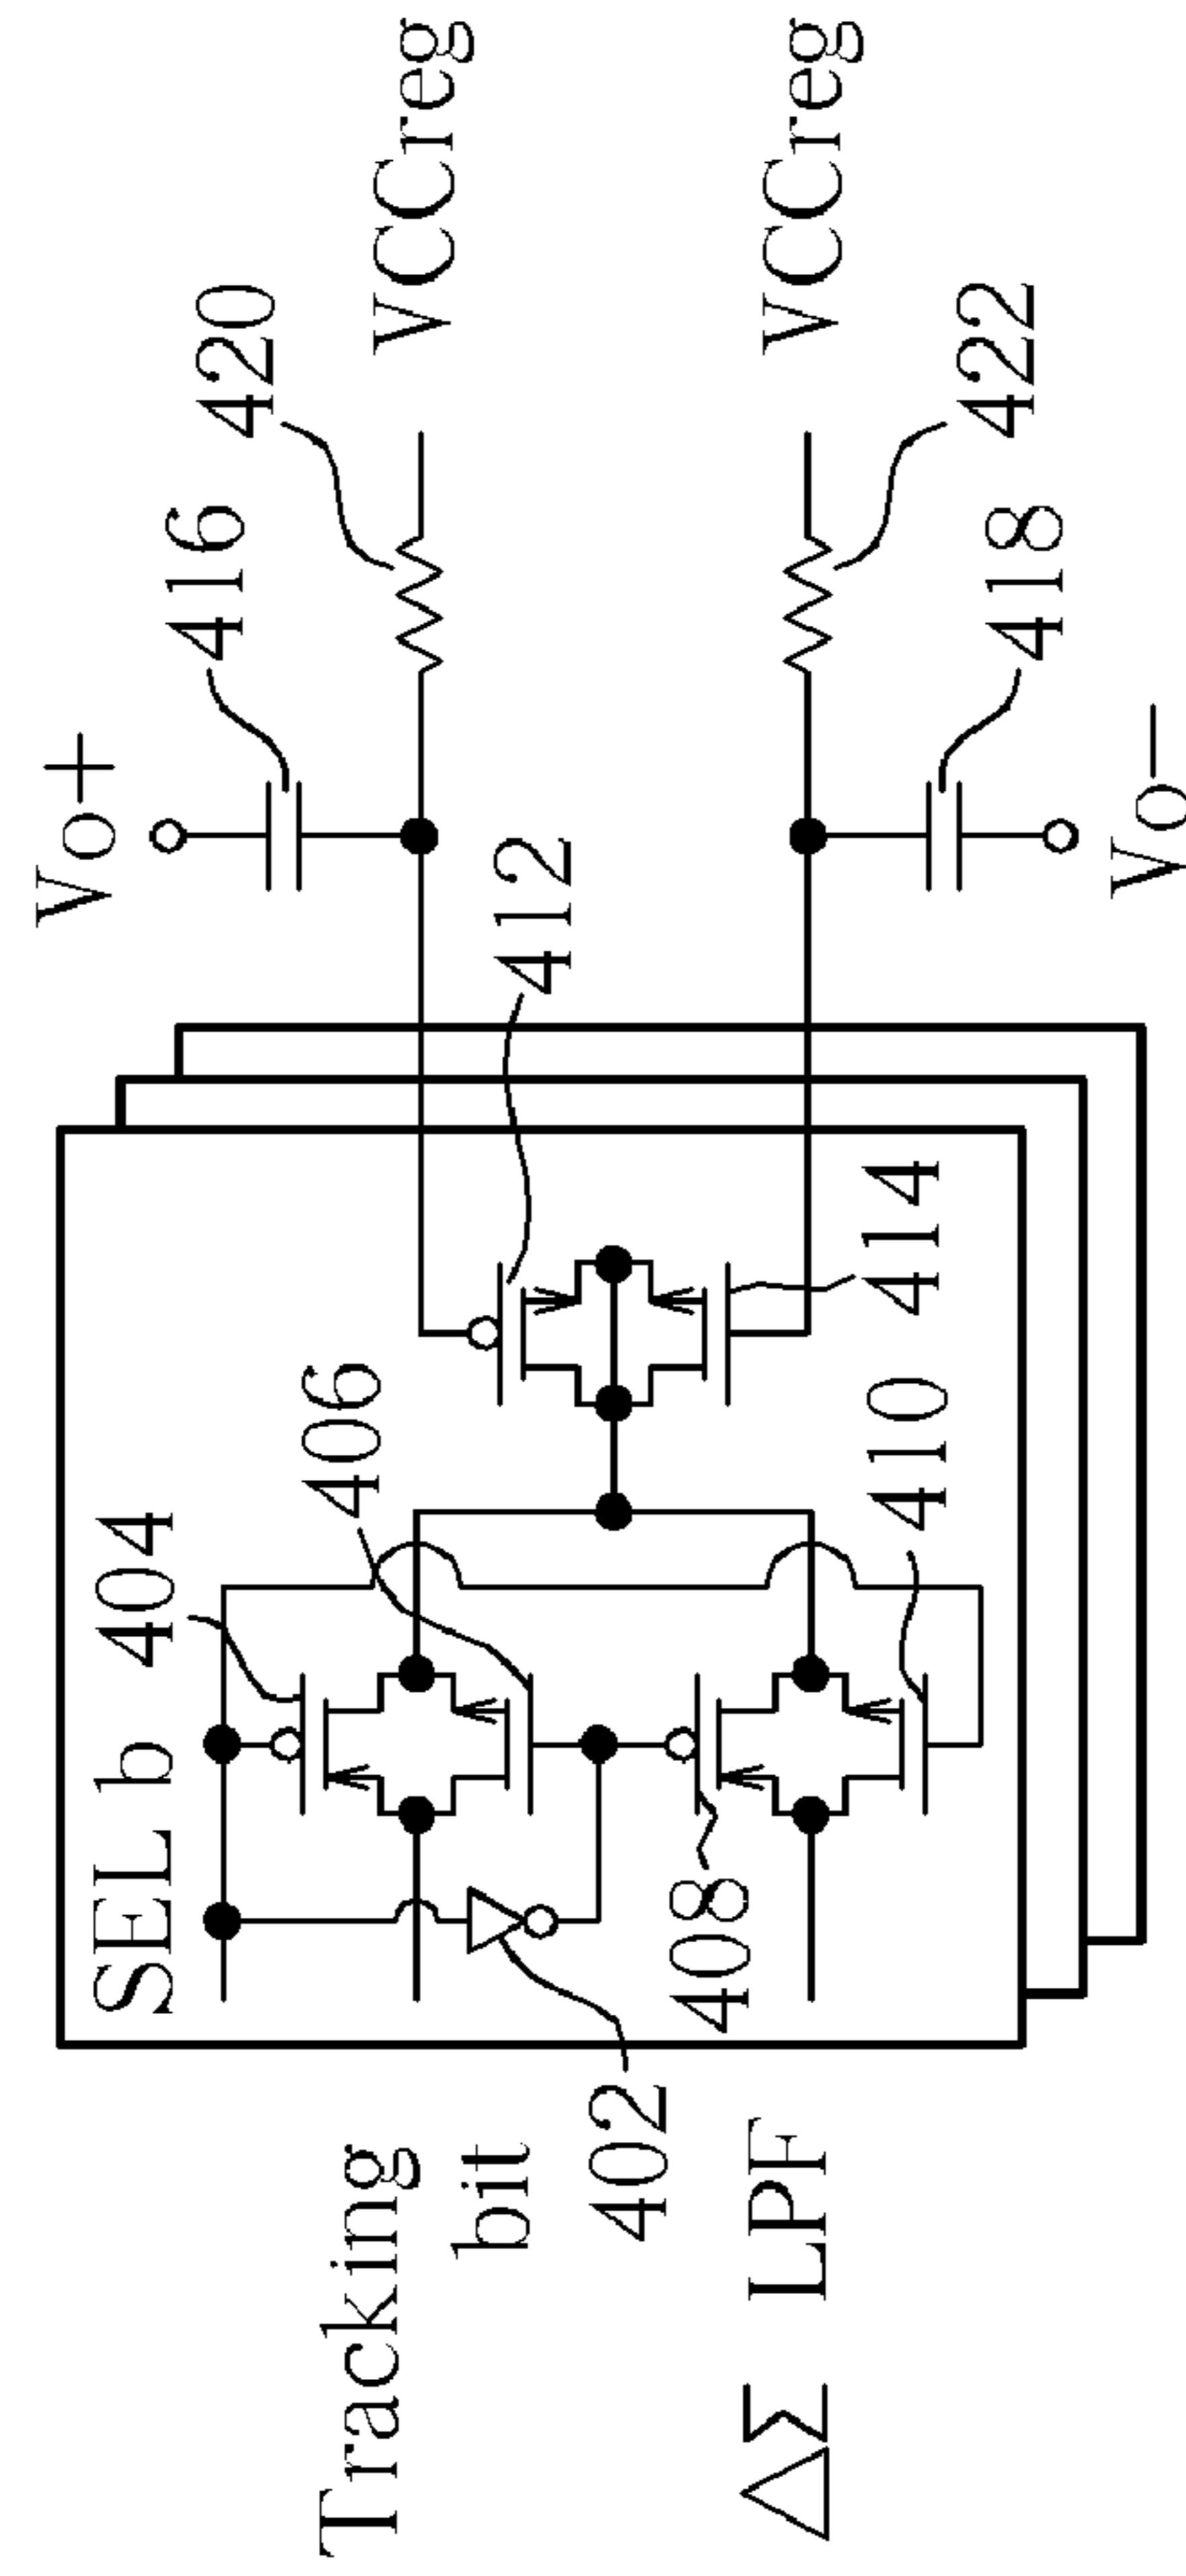 Tracking
bit
402
ΔΣ LPF
SEL b
404
406
408
410
412
414
Vo+
416
420
VCCreg
VCCreg
422
418
Vo−